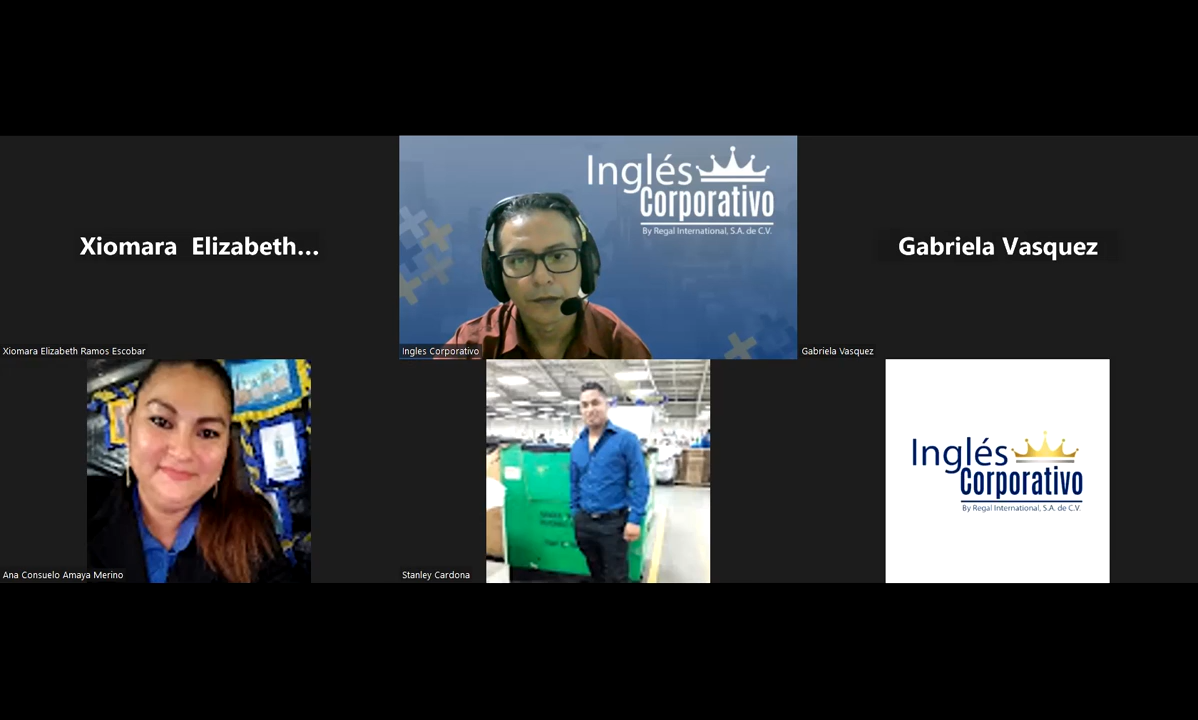 Xiomara Elizabeth...
Xiomara Elizabeth Ramos Escobar
Inglés
Corporativo
By Regal International, S.A. de C.V.
Ingles Corporativo
Gabriela Vasquez
Gabriela Vasquez
Ana Consuelo Amaya Merino
Stanley Cardona
Inglés
Corporativo
By Regal International, S.A. de C.V.